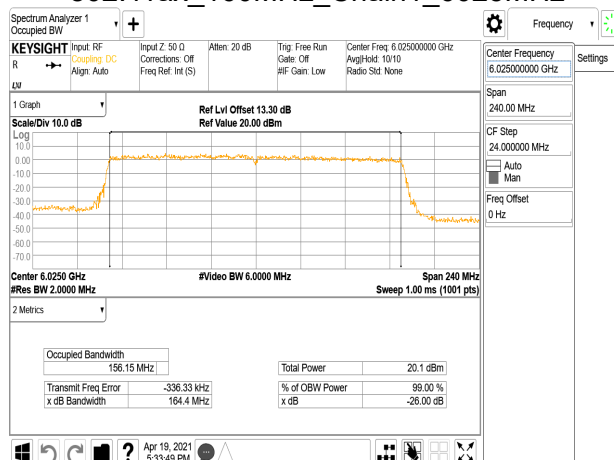 Spectrum Analyzer 1
Occupied BW
Frequency
KEYSIGHT
R
Input: RF
Coupling: DC
Align: Auto
Input Z: 50 Ω
Corrections: Off
Freq Ref: Int (S)
Atten: 20 dB
Trig: Free Run
Gate: Off
#IF Gain: Low
Center Freq: 6.025000000 GHz
Avg|Hold: 10/10
Radio Std: None
Center Frequency
6.025000000 GHz
Settings
Span
240.00 MHz
CF Step
24.000000 MHz
Auto
Man
Freq Offset
0 Hz
1 Graph
Scale/Div 10.0 dB
Ref Lvl Offset 13.30 dB
Ref Value 20.00 dBm
Log
10.0
0.00
-10.0
-20.0
-30.0
-40.0
-50.0
-60.0
-70.0
Center 6.0250 GHz
#Video BW 6.0000 MHz
Span 240 MHz
#Res BW 2.0000 MHz
Sweep 1.00 ms (1001 pts)
2 Metrics
Occupied Bandwidth
156.15 MHz
Total Power 20.1 dBm
Transmit Freq Error -336.33 kHz
% of OBW Power 99.00 %
x dB Bandwidth 164.4 MHz
x dB -26.00 dB
?
Apr 19, 2021
5:33:49 PM